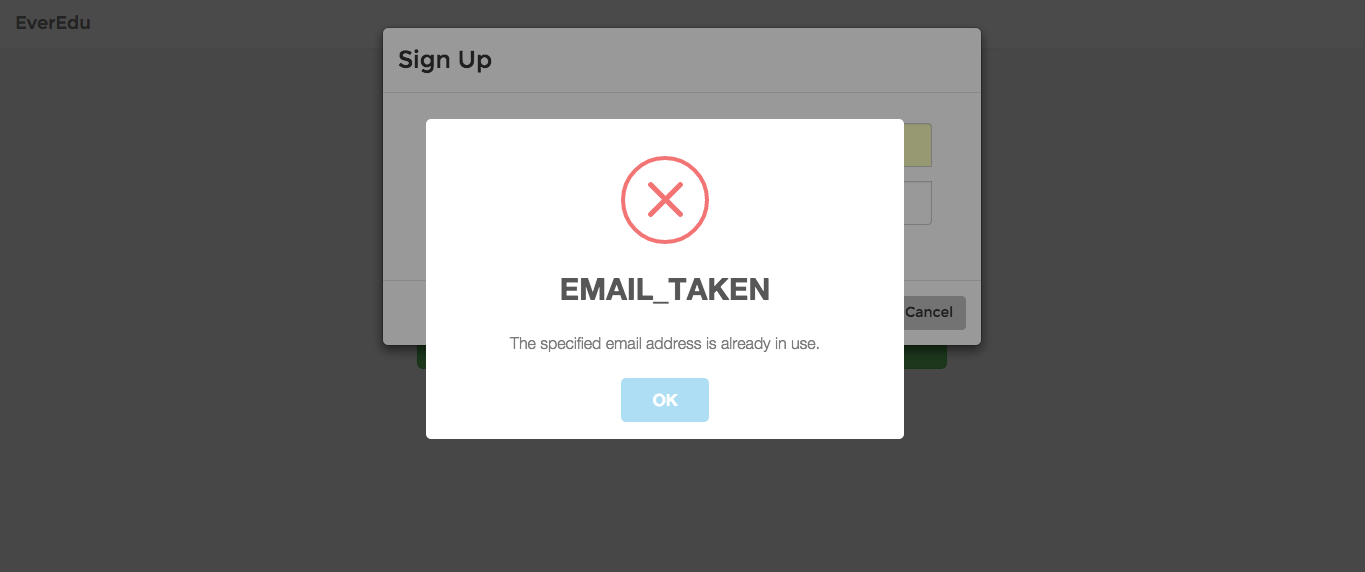 EverEdu
Sign Up
EMAIL_TAKEN
The specified email address is already in use.
OK
Cancel